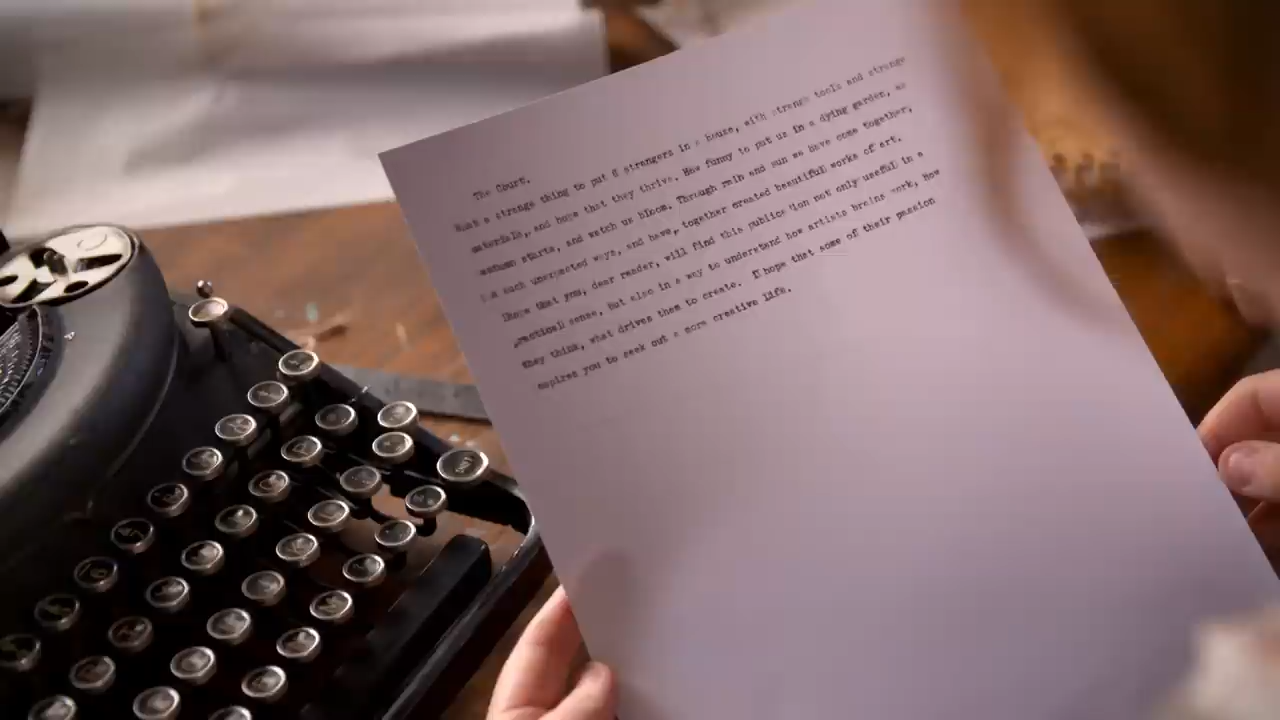 The Court.
What a strange thing to put 8 strangers in a house, with strange tools and strange
materials, and hope that they thrive. How funny to put us in a dying garden, as
autumn starts, and watch us bloom. Through rain and sun we have come together,
in such unexpected ways, and have, together created beautiful works of art.
Ihope that you, dear reader, will find this publication not only useful in a
practical sense, but also in a way to understand how artists brains work, how
they think, what drives them to create. I hope that some of their passion
inspires you to seek out a more creative life.